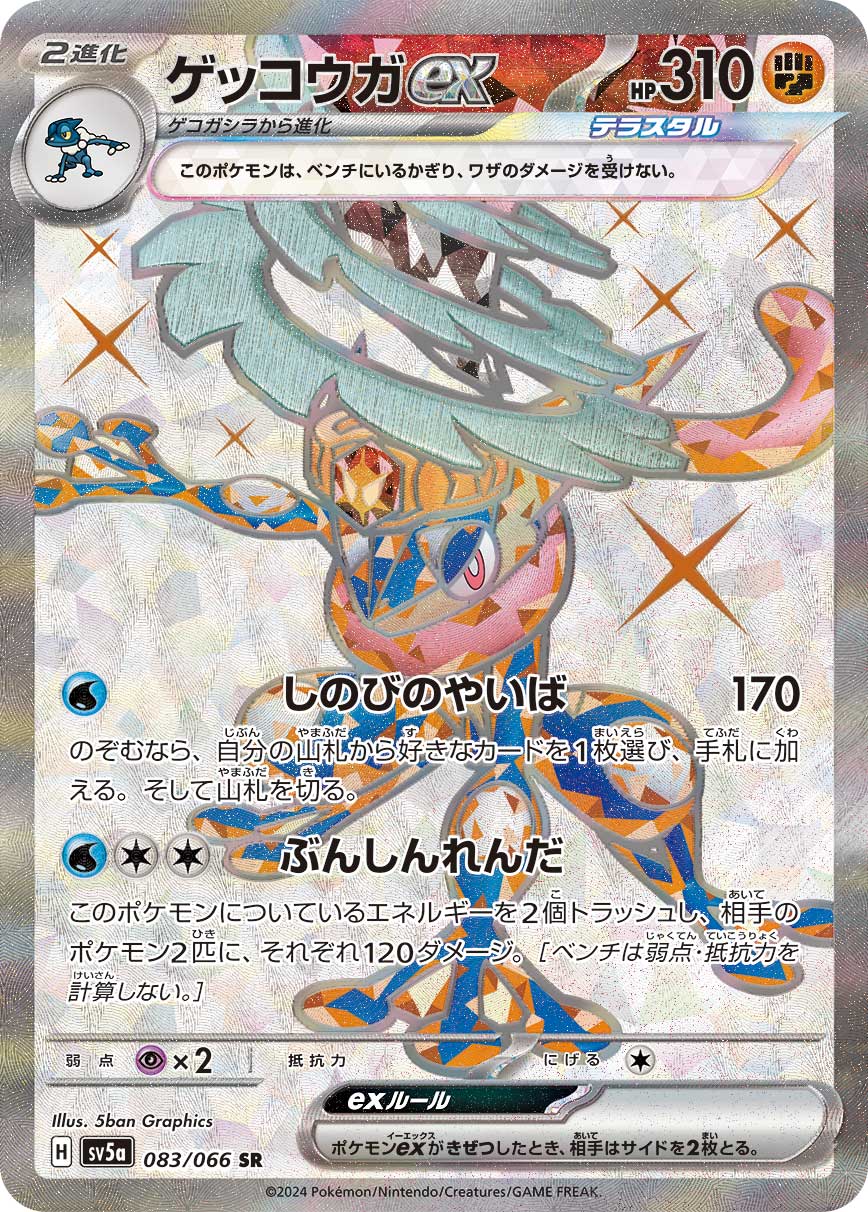 2進化
ゲッコウガex HP310
ゲコガシラから進化 テラスタル
このポケモンは、ベンチにいるかぎり、ワザのダメージを受けない。
しのびのやいば 170
のぞむなら、自分の山札から好きなカードを1枚選び、手札に加
える。そして山札を切る。
ぶんしんれんだ
このポケモンについているエネルギーを2個トラッシュし、相手の
ポケモン2匹に、それぞれ120ダメージ。[ベンチは弱点・抵抗力を
計算しない。]
弱点 ×2 抵抗力 にげる
exルール
ポケモンexがきぜつしたとき、相手はサイドを2枚とる。
Illus. 5ban Graphics
H sv5a 083/066 SR
©2024 Pokémon/Nintendo/Creatures/GAME FREAK.